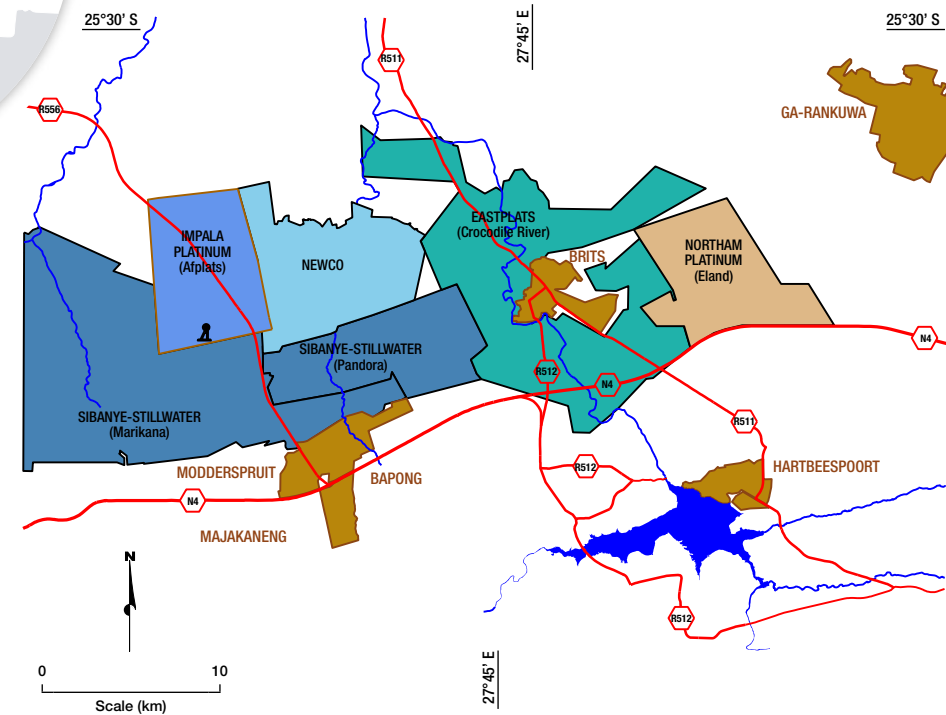 25°30' S
27°45' E
25°30' S
R511
R556
GA-RANKUWA
IMPALA
PLATINUM
(Afplats)
NEWCO
EASTPLATS
(Crocodile River)
BRITS
NORTHAM
PLATINUM
(Eland)
N4
SIBANYE-STILLWATER
(Pandora)
R512
N4
SIBANYE-STILLWATER
(Marikana)
R511
MODDERSPRUIT
BAPONG
R512
HARTBEESPOORT
N4
MAJAKANENG
N
R512
27°45' E
0
10
Scale (km)